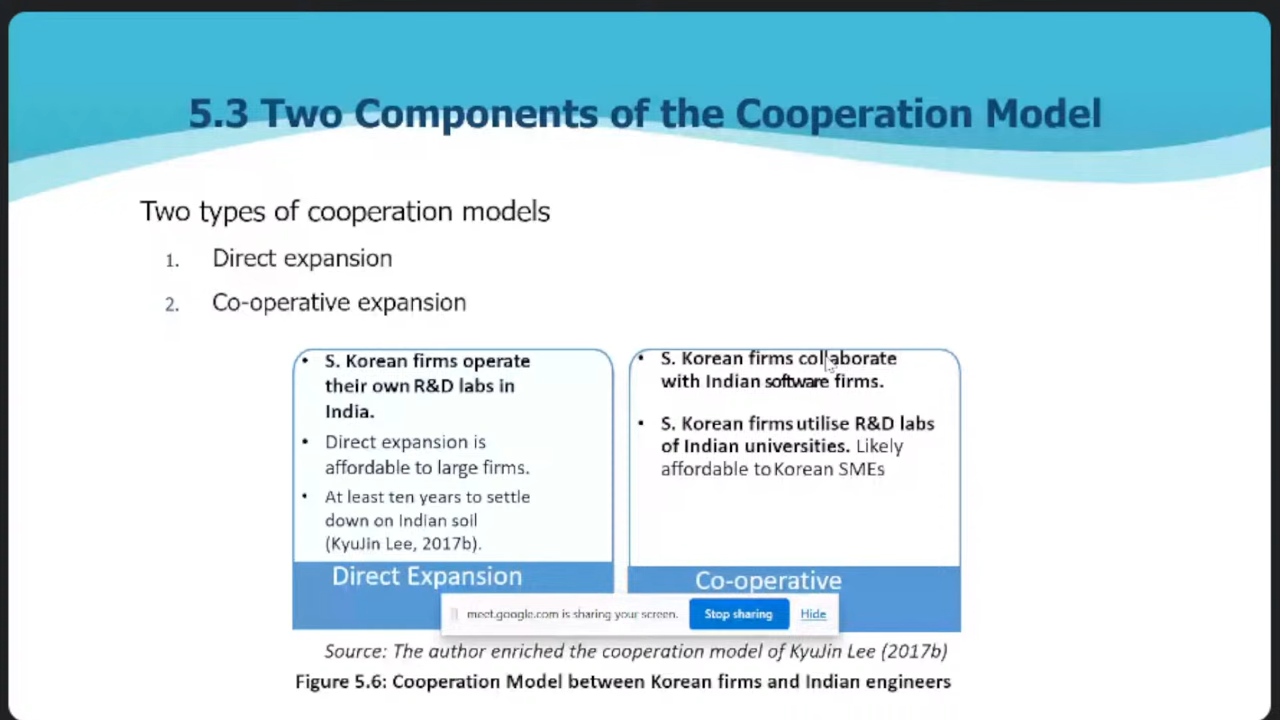 5.3 Two Components of the Cooperation Model
Two types of cooperation models
1. Direct expansion
2. Co-operative expansion
• S. Korean firms operate
their own R&D labs in
India.
• Direct expansion is
affordable to large firms.
• At least ten years to settle
down on Indian soil
(KyuJin Lee, 2017b).
Direct Expansion
• S. Korean firms collaborate
with Indian software firms.
• S. Korean firms utilise R&D labs
of Indian universities. Likely
affordable to Korean SMEs
Co-operative
meet.google.com is sharing your screen. Stop sharing Hide
Source: The author enriched the cooperation model of KyuJin Lee (2017b)
Figure 5.6: Cooperation Model between Korean firms and Indian engineers